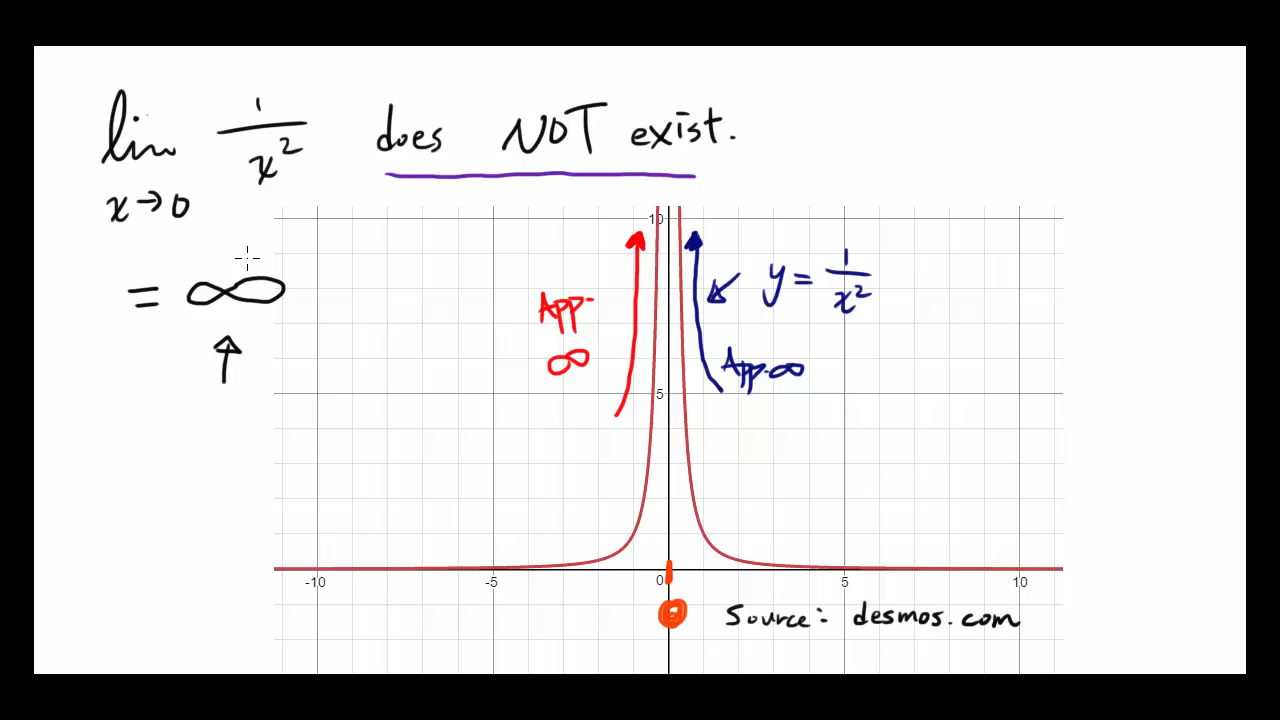 lim x→0 1/x² does NOT exist.
= ∞
↑
App. ∞
y = 1/x²
App. ∞
10
5
-10 -5 0 5 10
Source: desmos.com